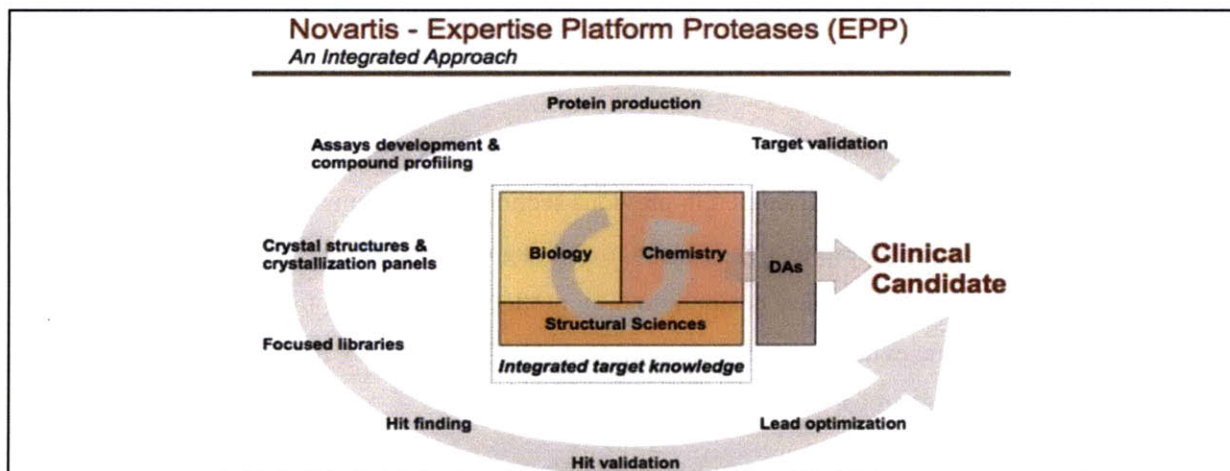 Novartis - Expertise Platform Proteases (EPP)
An Integrated Approach
Protein production
Assays development &
compound profiling
Target validation
Crystal structures &
crystallization panels
Biology
Chemistry
DAs
Clinical
Candidate
Structural Sciences
Focused libraries
Integrated target knowledge
Hit finding
Lead optimization
Hit validation